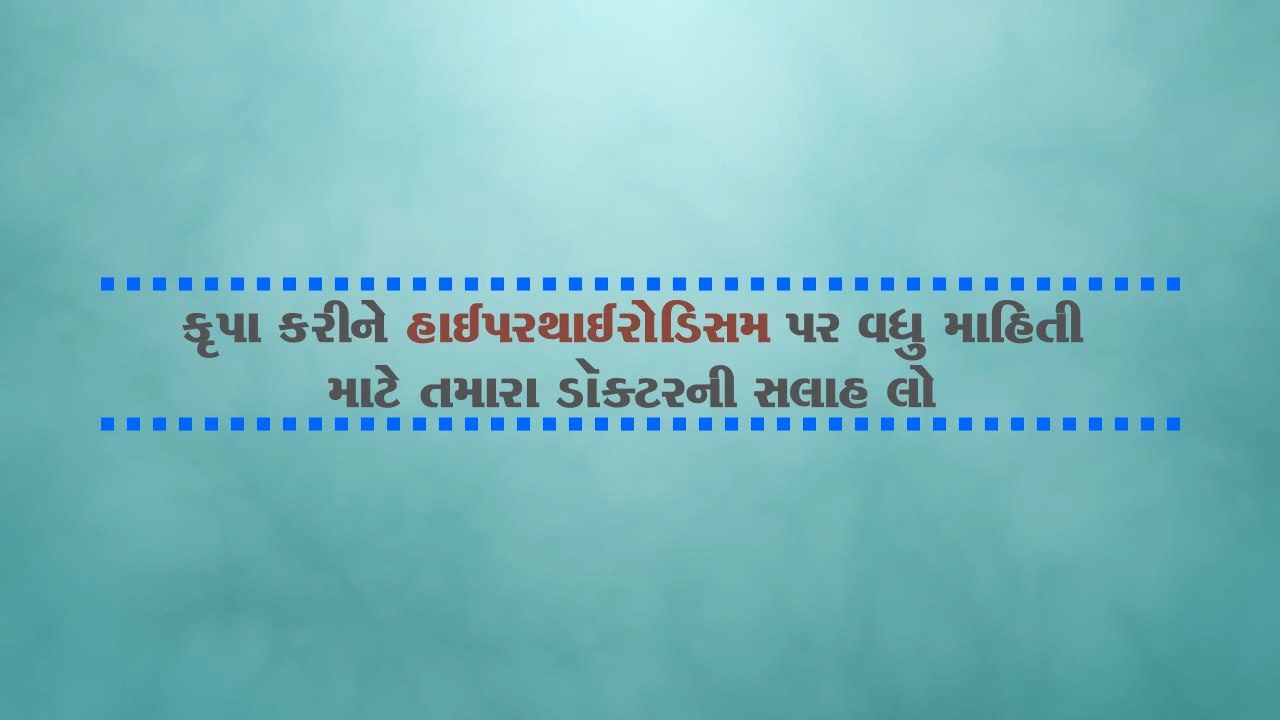 કૃપા કરીને હાઈપરથાઈરોડિસમ પર વધુ માહિતી
માટે તમારા ડૉક્ટરની સલાહ લો